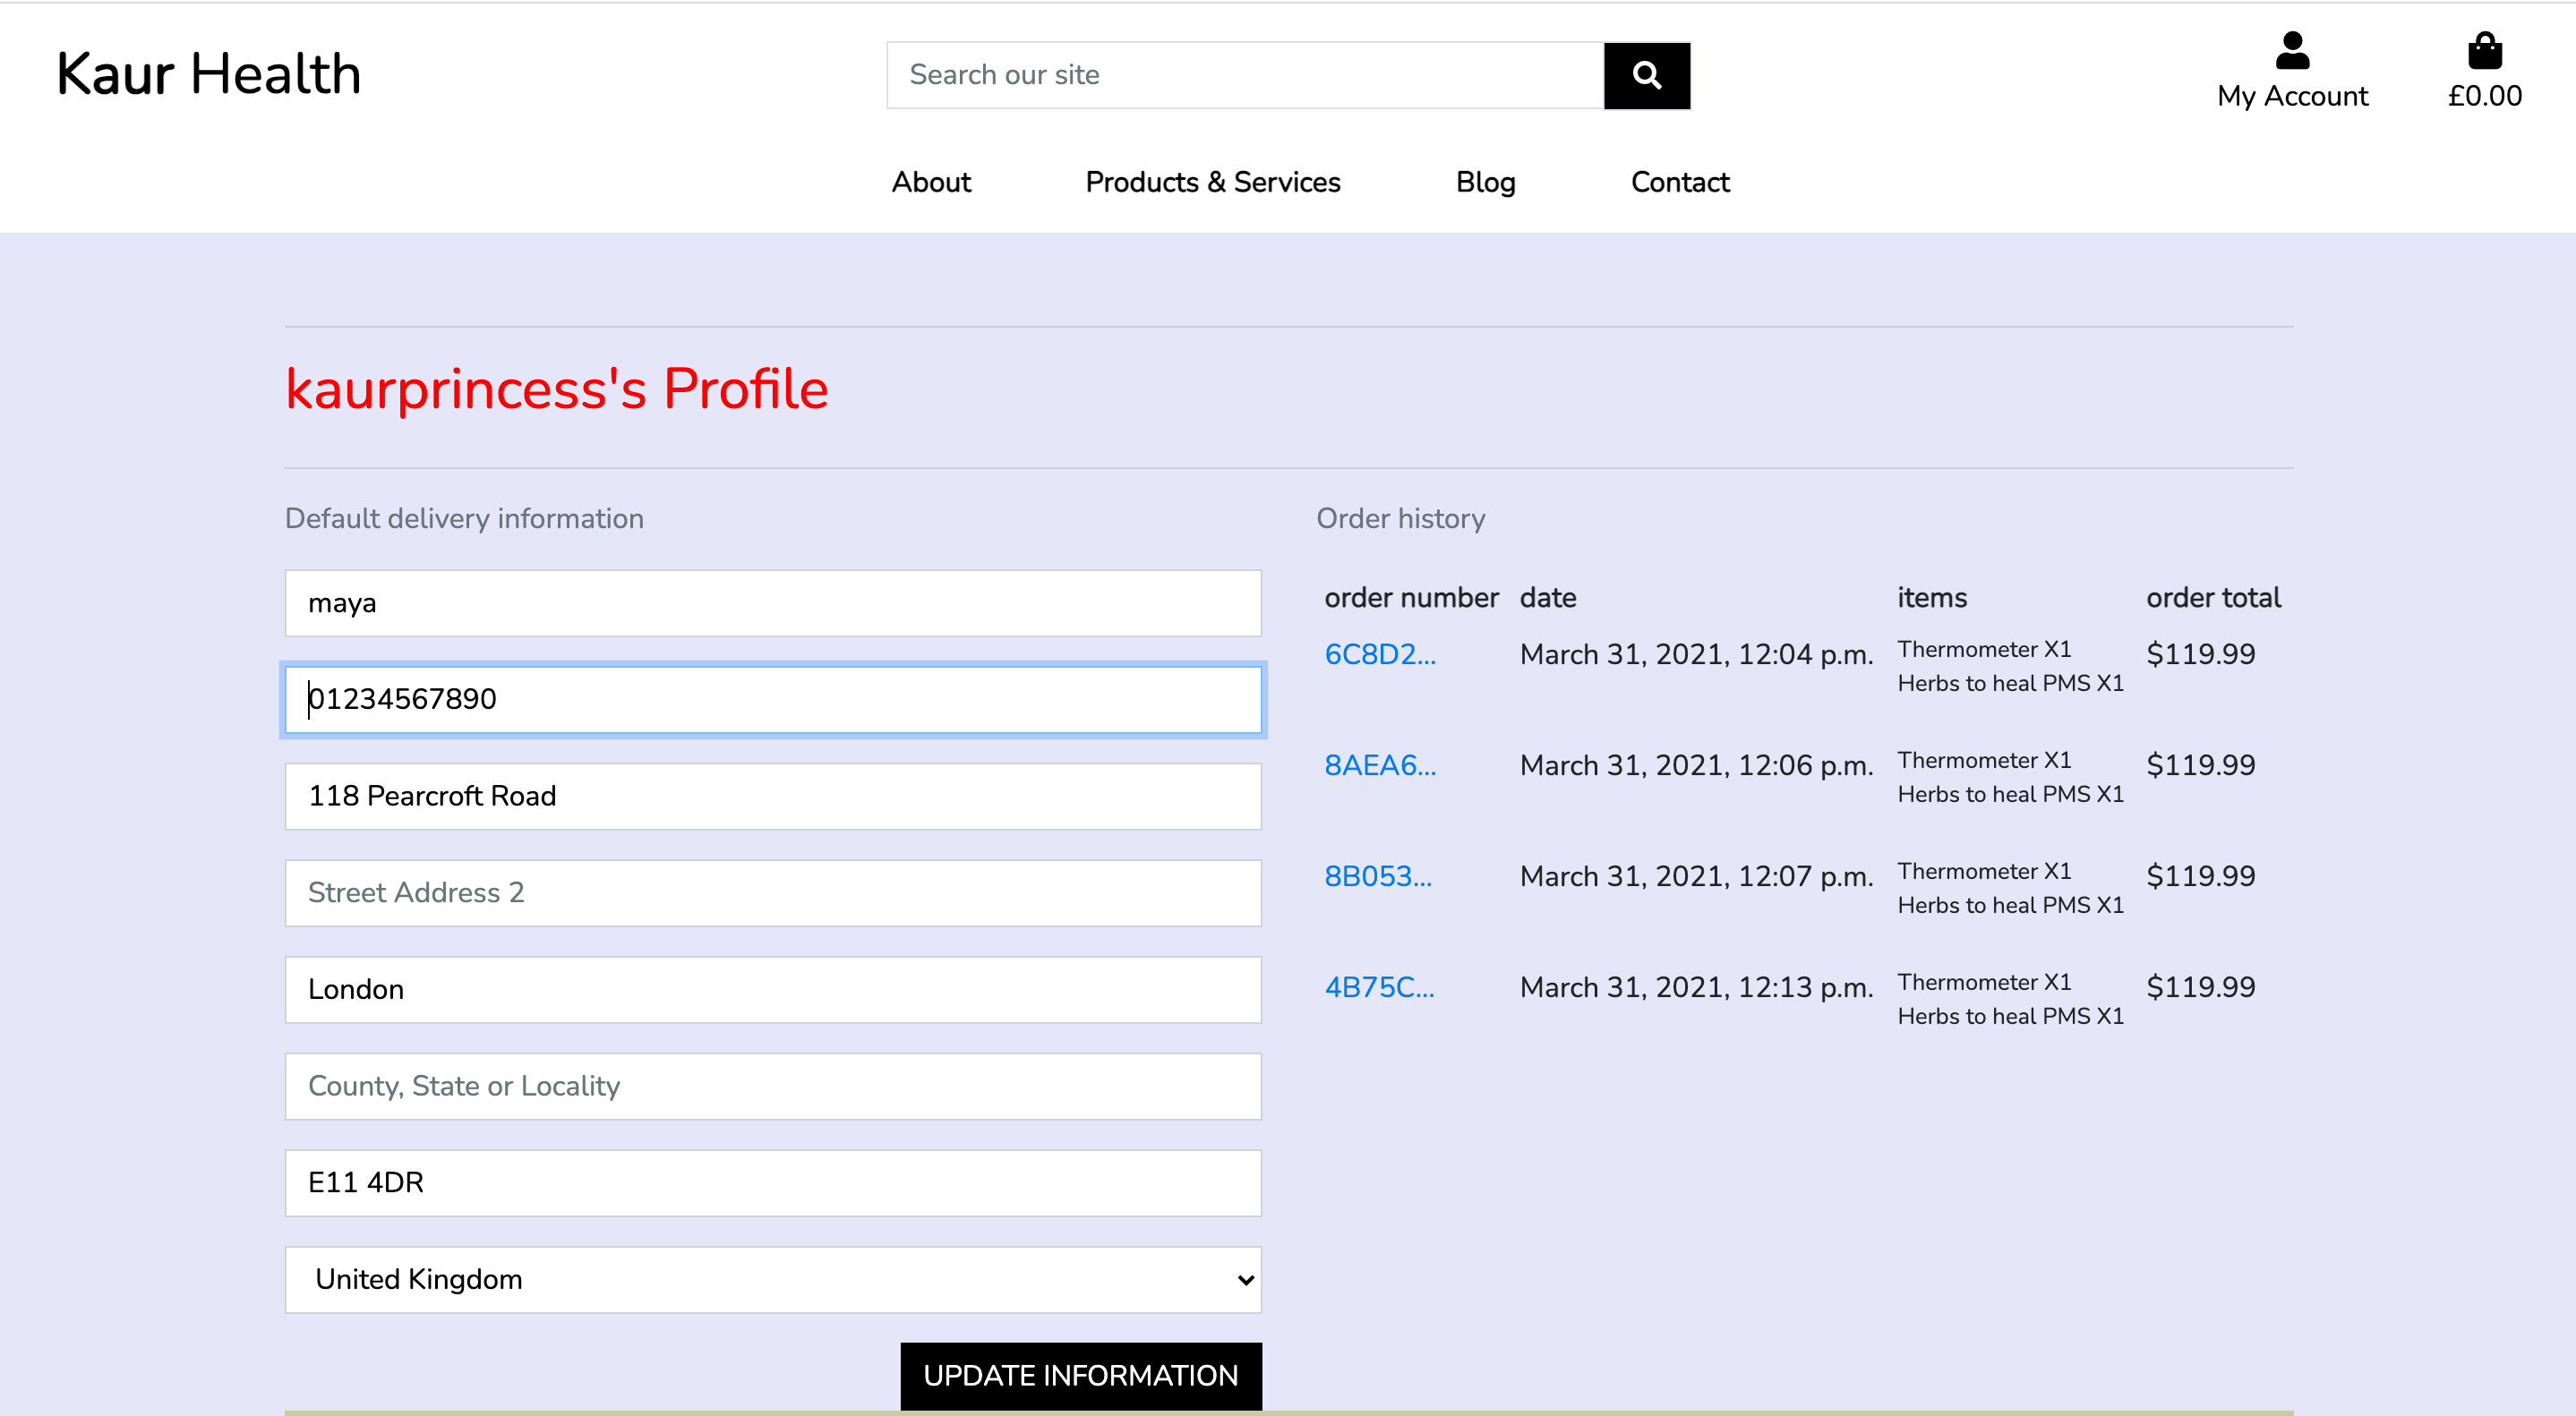 Kaur Health
Search our site
My Account
£0.00
About
Products & Services
Blog
Contact
kaurprincess's Profile
Default delivery information
maya
01234567890
118 Pearcroft Road
Street Address 2
London
County, State or Locality
E11 4DR
United Kingdom
UPDATE INFORMATION
Order history
order number date items order total
6C8D2... March 31, 2021, 12:04 p.m. Thermometer X1 $119.99
Herbs to heal PMS X1
8AEA6... March 31, 2021, 12:06 p.m. Thermometer X1 $119.99
Herbs to heal PMS X1
8B053... March 31, 2021, 12:07 p.m. Thermometer X1 $119.99
Herbs to heal PMS X1
4B75C... March 31, 2021, 12:13 p.m. Thermometer X1 $119.99
Herbs to heal PMS X1